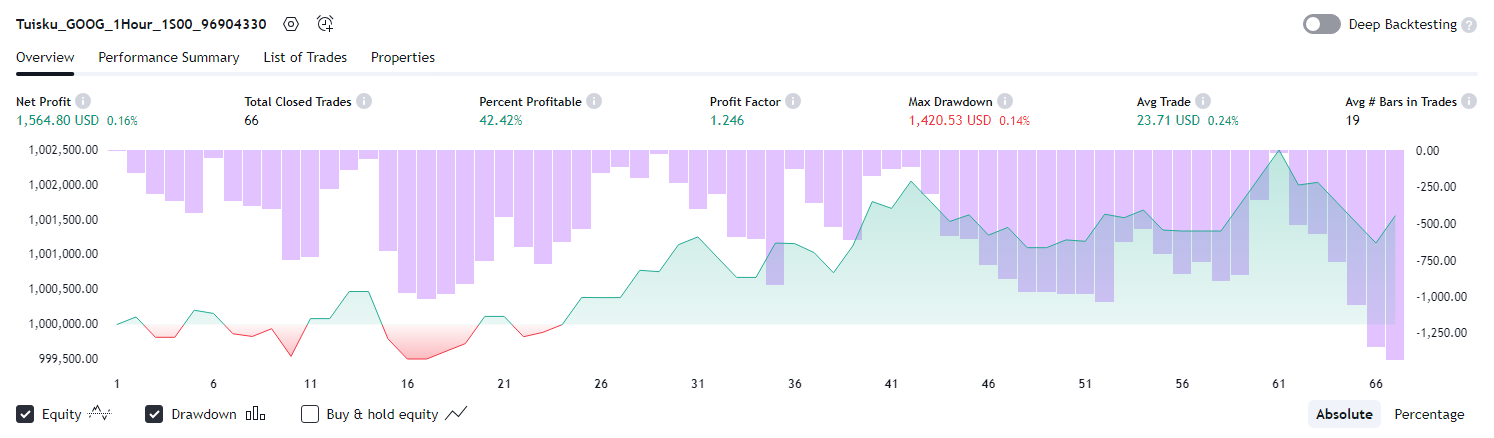 Tuisku_GOOG_1Hour_1S00_96904330 Deep Backtesting ?
Overview Performance Summary List of Trades Properties
Net Profit i Total Closed Trades i Percent Profitable i Profit Factor i Max Drawdown i Avg Trade i Avg # Bars in Trades i
1,564.80 USD 0.16% 66 42.42% 1.246 1,420.53 USD 0.14% 23.71 USD 0.24% 19
1,002,500.00 0.00
1,002,000.00 -250.00
1,001,500.00 -500.00
1,001,000.00 -750.00
1,000,500.00 -1,000.00
1,000,000.00 -1,250.00
999,500.00
1 6 11 16 21 26 31 36 41 46 51 56 61 66
Equity Drawdown Buy & hold equity Absolute Percentage